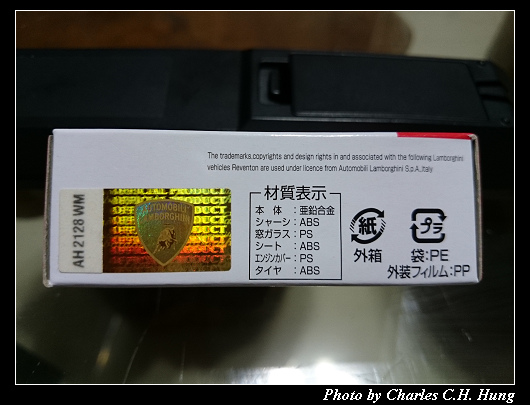 The trademarks,copyrights and design rights in and associated with the following Lamborghini
vehicles Reventon are used under licence from Automobili Lamborghini S.p.A.,Italy
AH 2128 WM
AUTOMOBILI
LAMBORGHINI
材質表示
本 体 : 亜鉛合金
シャーシ : ABS
窓ガラス : PS
シート : ABS
エンジンカバー : PS
タイヤ : ABS
紙
外箱
プラ
袋:PE
外装フィルム:PP
Photo by Charles C.H. Hung